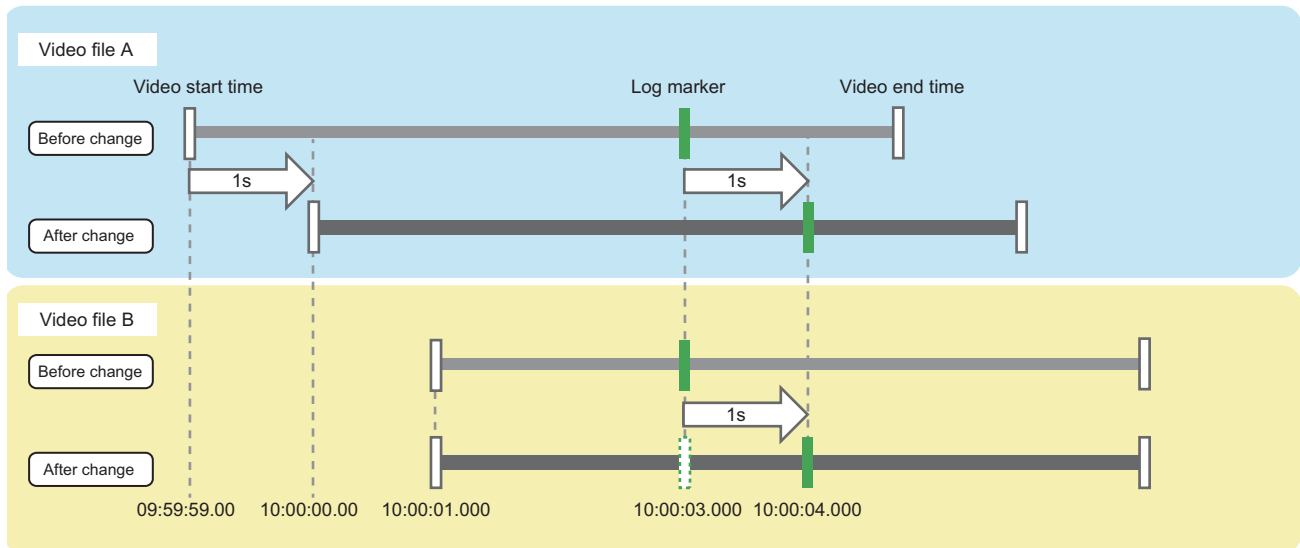 Video file A
Video start time
Log marker
Video end time
Before change
1s
1s
After change
Video file B
Before change
1s
After change
09:59:59.00
10:00:00.00
10:00:01.000
10:00:03.000
10:00:04.000